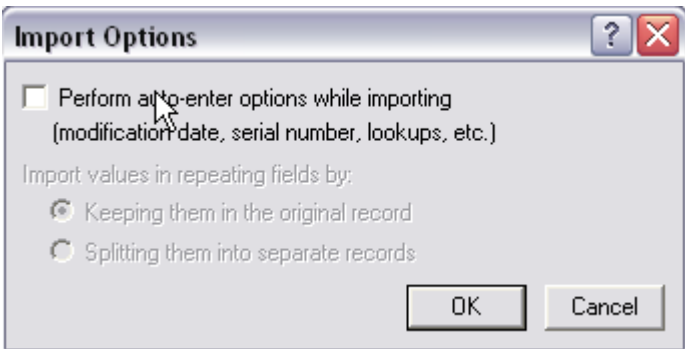 Import Options
?
Perform auto-enter options while importing
(modification date, serial number, lookups, etc.)
Import values in repeating fields by:
Keeping them in the original record
Splitting them into separate records
OK Cancel